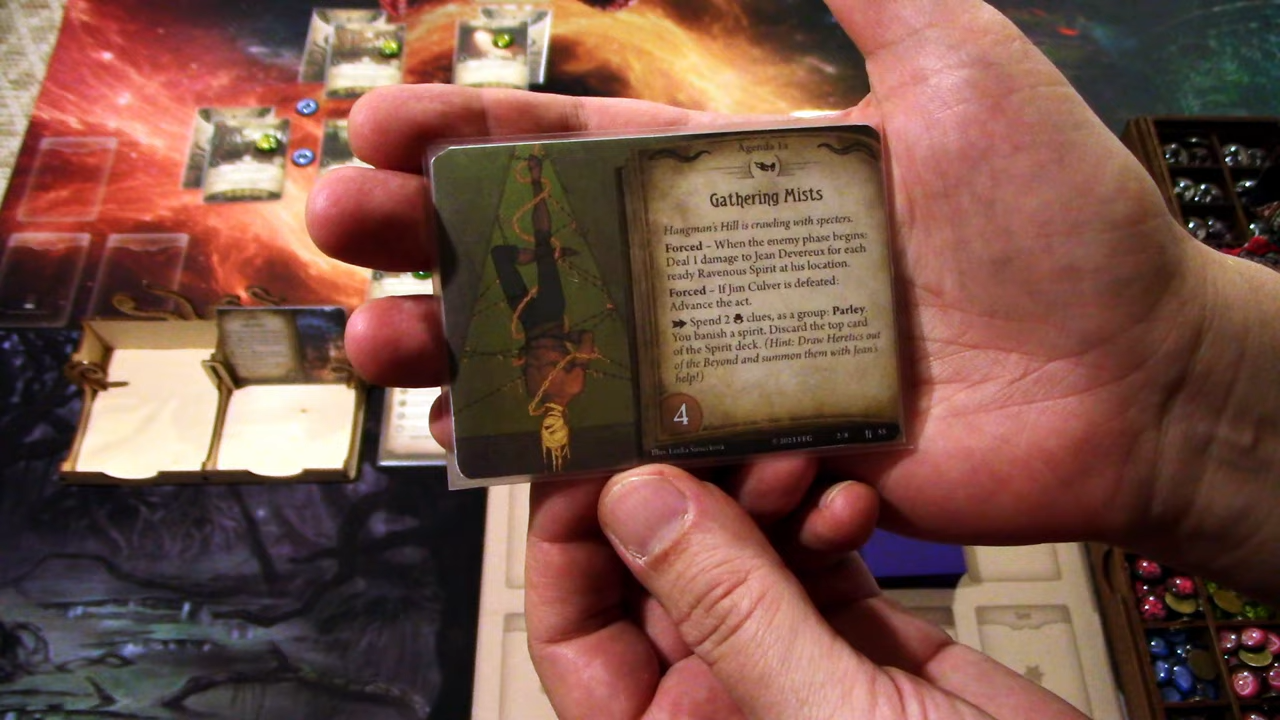 Agenda 1a
Gathering Mists
Hangman's Hill is crawling with specters.
Forced – When the enemy phase begins:
Deal 1 damage to Jean Devereux for each
ready Ravenous Spirit at his location.
Forced – If Jim Culver is defeated:
Advance the act.
Spend 2 clues, as a group: Parley.
You banish a spirit. Discard the top card
of the Spirit deck. (Hint: Draw Heretics out
of the Beyond and summon them with Jean's
help!)
4
© 2023 FFG 2/8